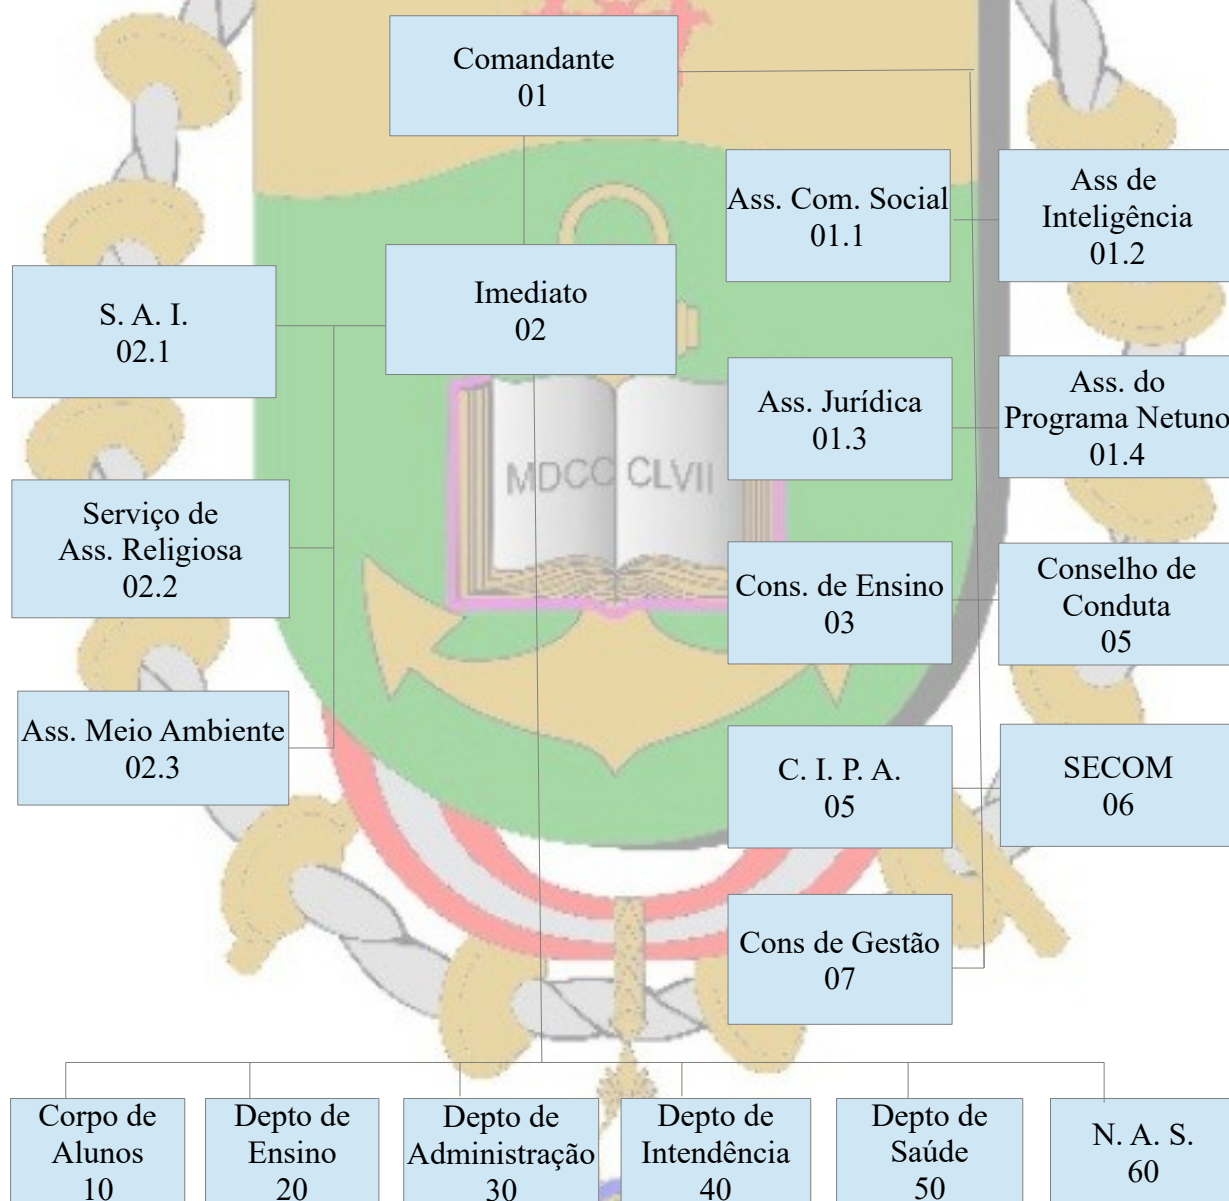 Comandante
01
Ass. Com. Social
01.1
Ass de
Inteligência
01.2
Imediato
02
S. A. I.
02.1
Ass. Jurídica
01.3
Ass. do
Programa Netuno
01.4
MDCC CLVII
Serviço de
Ass. Religiosa
02.2
Cons. de Ensino
03
Conselho de
Conduta
05
Ass. Meio Ambiente
02.3
C. I. P. A.
05
SECOM
06
Cons de Gestão
07
Corpo de
Alunos
10
Depto de
Ensino
20
Depto de
Administração
30
Depto de
Intendência
40
Depto de
Saúde
50
N. A. S.
60